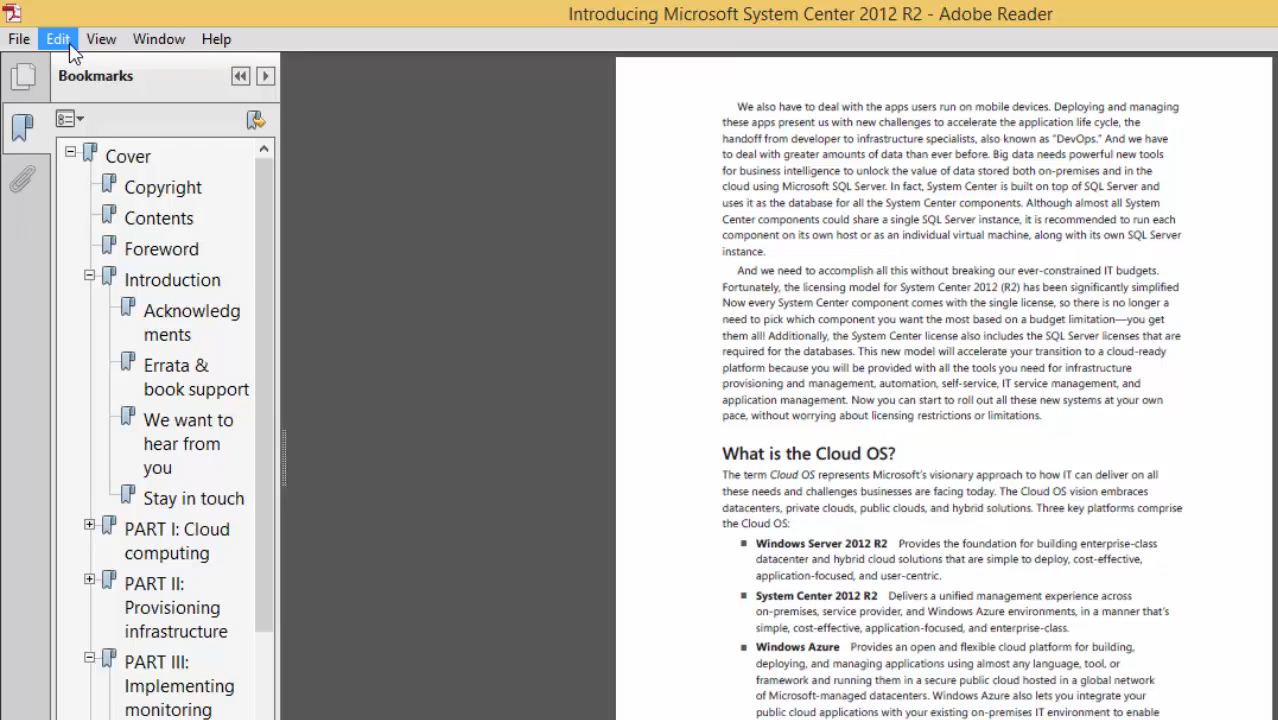 Introducing Microsoft System Center 2012 R2 - Adobe Reader
File Edit View Window Help
Bookmarks
Cover
Copyright
Contents
Foreword
Introduction
Acknowledg
ments
Errata &
book support
We want to
hear from
you
Stay in touch
PART I: Cloud
computing
PART II:
Provisioning
infrastructure
PART III:
Implementing
monitoring
We also have to deal with the apps users run on mobile devices. Deploying and managing
these apps present us with new challenges to accelerate the application life cycle, the
handoff from developer to infrastructure specialists, also known as "DevOps." And we have
to deal with greater amounts of data than ever before. Big data needs powerful new tools
for business intelligence to unlock the value of data stored both on-premises and in the
cloud using Microsoft SQL Server. In fact, System Center is built on top of SQL Server and
uses it as the database for all the System Center components. Although almost all System
Center components could share a single SQL Server instance, it is recommended to run each
component on its own host or as an individual virtual machine, along with its own SQL Server
instance.
And we need to accomplish all this without breaking our ever-constrained IT budgets.
Fortunately, the licensing model for System Center 2012 (R2) has been significantly simplified
Now every System Center component comes with the single license, so there is no longer a
need to pick which component you want the most based on a budget limitation—you get
them all! Additionally, the System Center license also includes the SQL Server licenses that are
required for the databases. This new model will accelerate your transition to a cloud-ready
platform because you will be provided with all the tools you need for infrastructure
provisioning and management, automation, self-service, IT service management, and
application management. Now you can start to roll out all these new systems at your own
pace, without worrying about licensing restrictions or limitations.
What is the Cloud OS?
The term Cloud OS represents Microsoft's visionary approach to how IT can deliver on all
these needs and challenges businesses are facing today. The Cloud OS vision embraces
datacenters, private clouds, public clouds, and hybrid solutions. Three key platforms comprise
the Cloud OS:
■ Windows Server 2012 R2 Provides the foundation for building enterprise-class
datacenter and hybrid cloud solutions that are simple to deploy, cost-effective,
application-focused, and user-centric.
■ System Center 2012 R2 Delivers a unified management experience across
on-premises, service provider, and Windows Azure environments, in a manner that's
simple, cost-effective, application-focused, and enterprise-class.
■ Windows Azure Provides an open and flexible cloud platform for building,
deploying, and managing applications using almost any language, tool, or
framework and running them in a secure public cloud hosted in a global network
of Microsoft-managed datacenters. Windows Azure also lets you integrate your
public cloud applications with your existing on-premises IT environment to enable